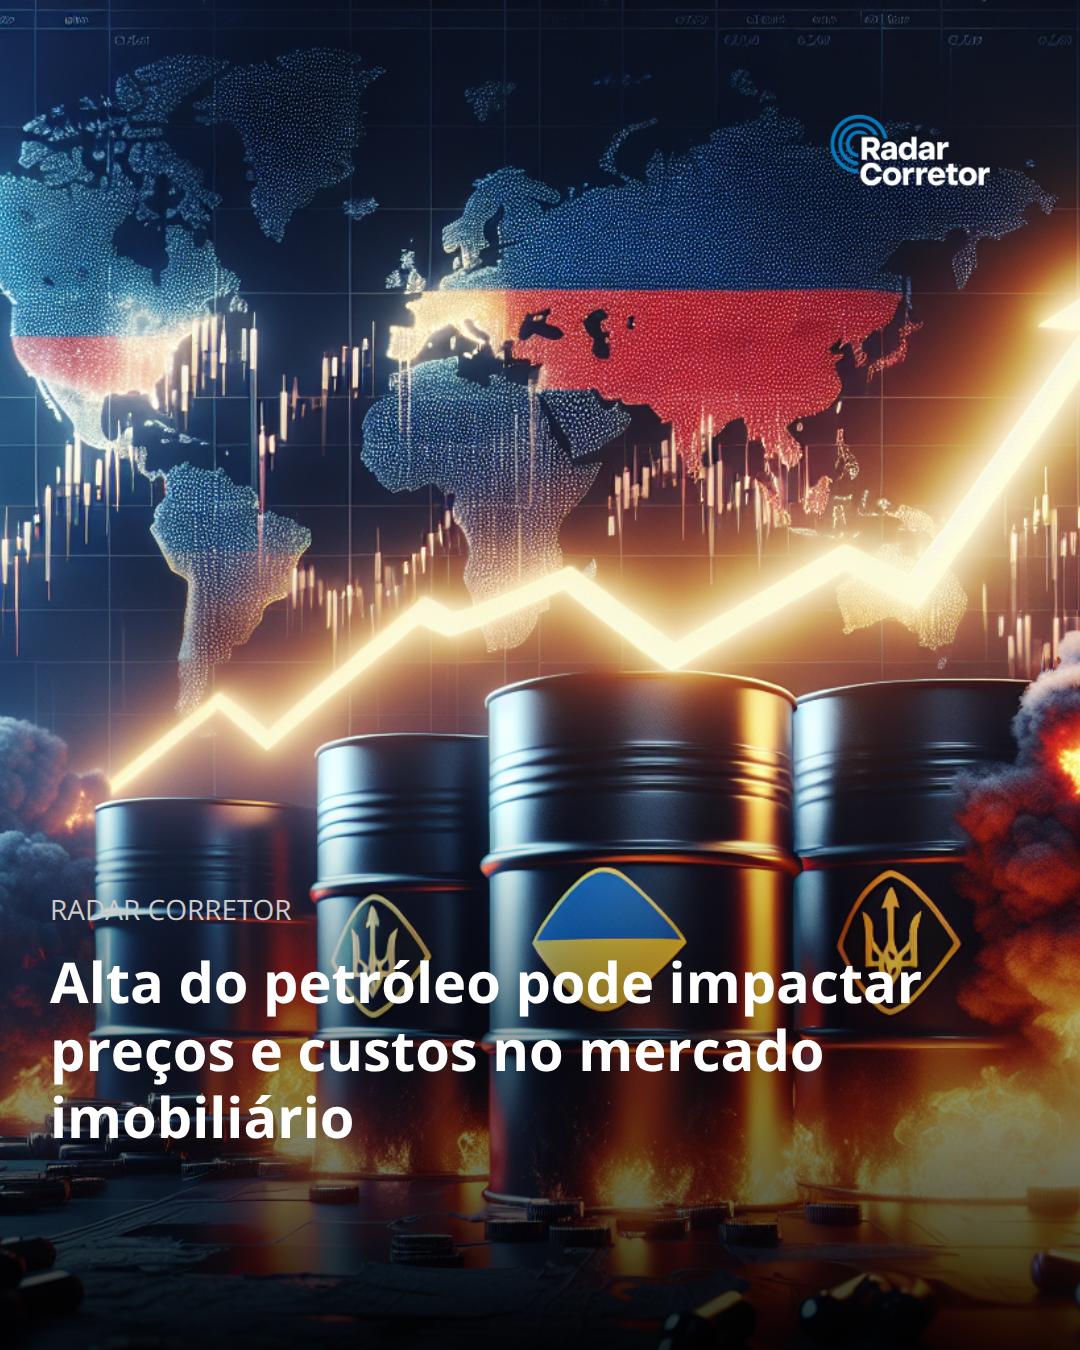 Radar
Corretor
RADAR CORRETOR
Alta do petróleo pode impactar
preços e custos no mercado
imobiliário